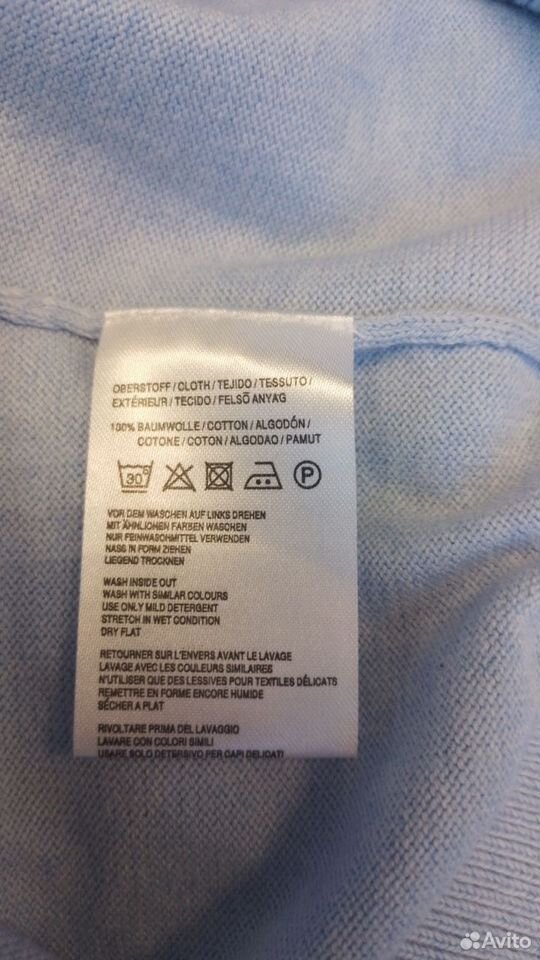 OBERSTOFF / CLOTH / TEJIDO / TESSUTO /
EXTÉRIEUR / TECIDO / FELSÖ ANYAG
100% BAUMWOLLE / COTTON / ALGODÓN /
COTONE / COTON / ALGODAO / PAMUT
30° P
VOR DEM WASCHEN AUF LINKS DREHEN
MIT ÄHNLICHEN FARBEN WASCHEN
NUR FEINWASCHMITTEL VERWENDEN
NASS IN FORM ZIEHEN
LIEGEND TROCKNEN
WASH INSIDE OUT
WASH WITH SIMILAR COLOURS
USE ONLY MILD DETERGENT
STRETCH IN WET CONDITION
DRY FLAT
RETOURNER SUR L'ENVERS AVANT LE LAVAGE
LAVAGE AVEC LES COULEURS SIMILAIRES
N'UTILISER QUE DES LESSIVES POUR TEXTILES DÉLICATS
REMETTRE EN FORME ENCORE HUMIDE
SÉCHER A PLAT
RIVOLTARE PRIMA DEL LAVAGGIO
LAVARE CON COLORI SIMILI
USARE SOLO DETERSIVO PER CAPI DELICATI
Avito